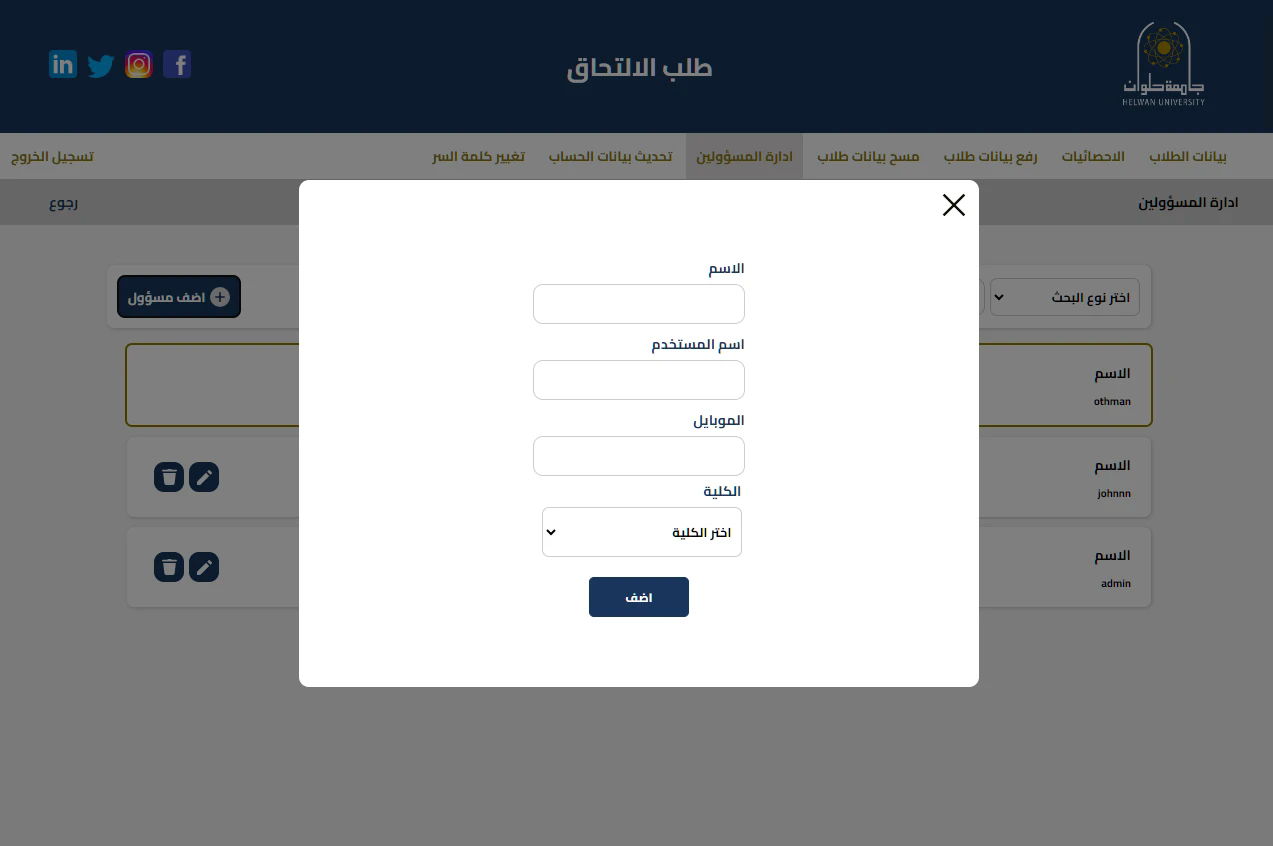 جامعة حلوان
HELWAN UNIVERSITY
طلب الالتحاق
in
f
بيانات الطلاب
الاحصائيات
رفع بيانات طلاب
مسح بيانات طلاب
ادارة المسؤولين
تحديث بيانات الحساب
تغيير كلمة السر
تسجيل الخروج
ادارة المسؤولين
رجوع
اختر نوع البحث
اضف مسؤول
الاسم
othman
الاسم
johnnn
الاسم
admin
الاسم
اسم المستخدم
الموبايل
الكلية
اختر الكلية
اضف